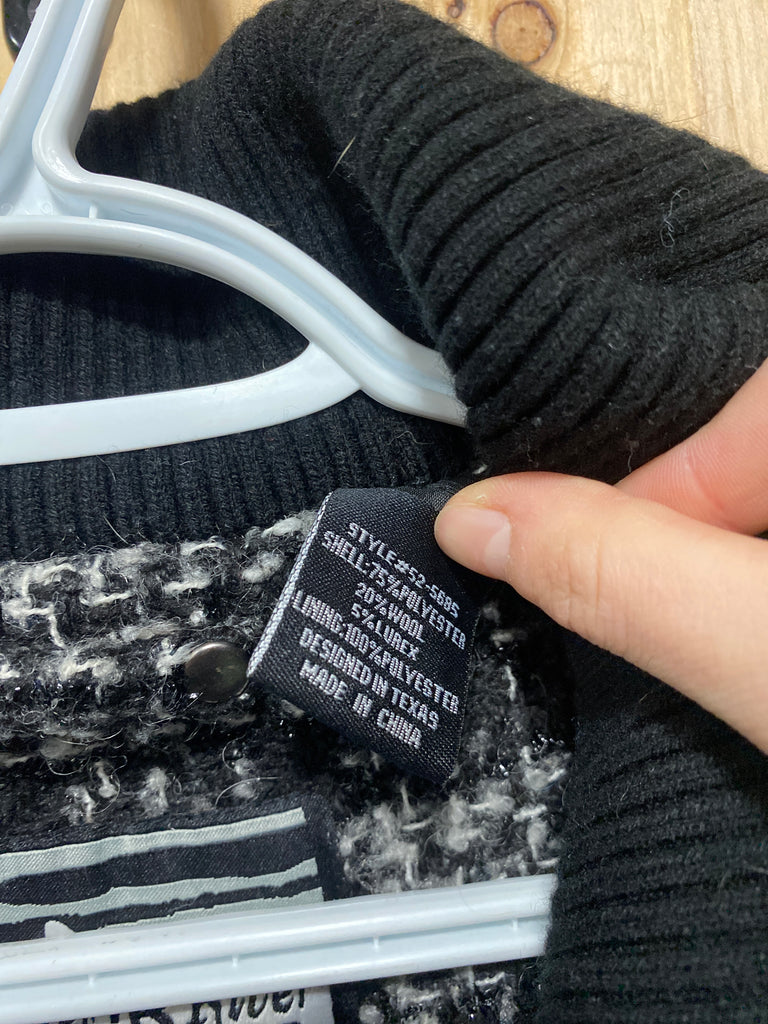 STYLE#52-5695
SHELL:75%POLYESTER
20%WOOL
5%LUREX
LINING:100%POLYESTER
DESIGNED IN TEXAS
MADE IN CHINA